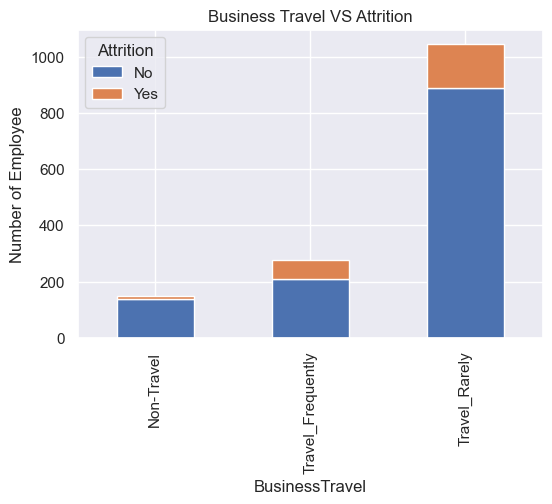 Business Travel VS Attrition
Attrition
No
Yes
Number of Employee
1000
800
600
400
200
0
Non-Travel
Travel_Frequently
Travel_Rarely
BusinessTravel